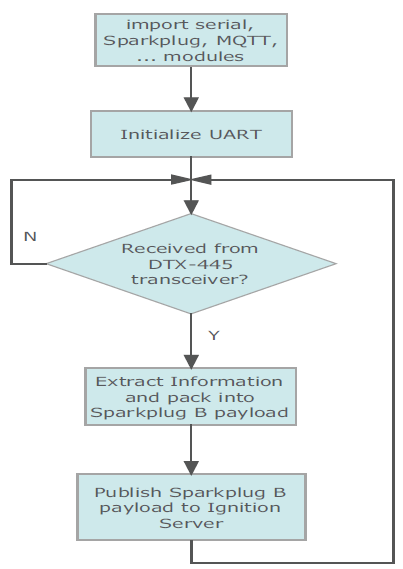 import serial,
Sparkplug, MQTT,
... modules
Initialize UART
Received from
DTX-445
transceiver?
N
Y
Extract Information
and pack into
Sparkplug B payload
Publish Sparkplug B
payload to Ignition
Server